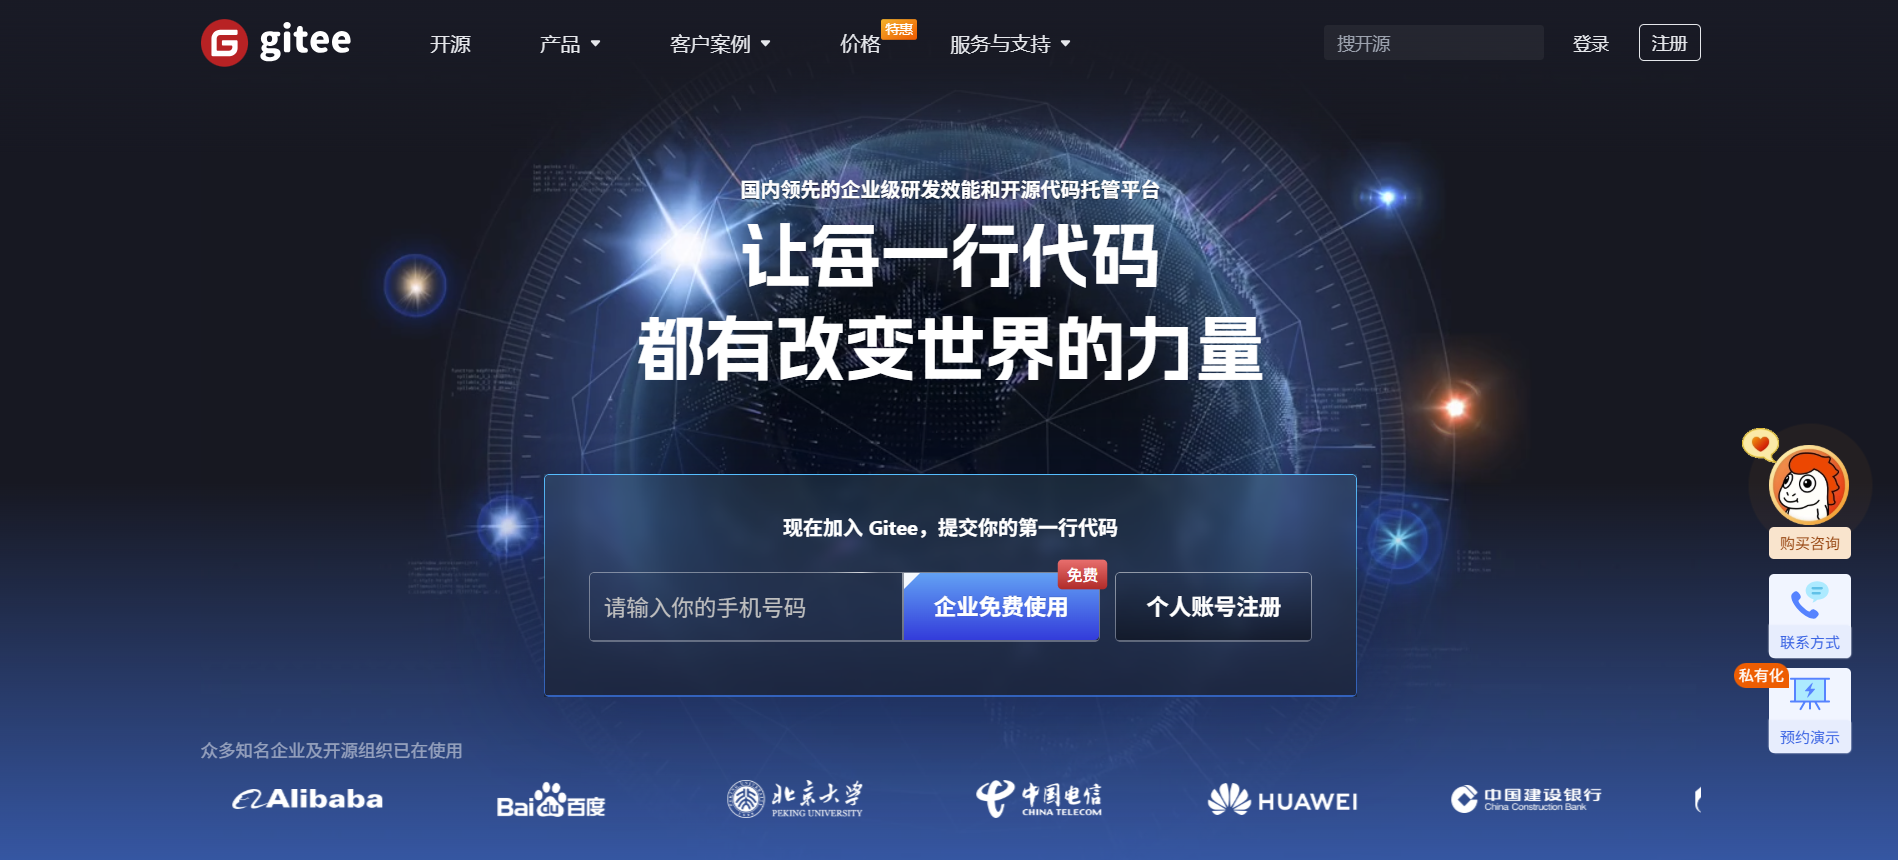 gitee
开源
产品
客户案例
价格
特惠
服务与支持
搜开源
登录
注册
国内领先的企业级研发效能和开源代码托管平台
让每一行代码
都有改变世界的力量
现在加入 Gitee，提交你的第一行代码
请输入你的手机号码
免费
企业免费使用
个人账号注册
购买咨询
联系方式
私有化
预约演示
众多知名企业及开源组织已在使用
Alibaba
Baidu百度
北京大学
PEKING UNIVERSITY
中国电信
CHINA TELECOM
HUAWEI
中国建设银行
China Construction Bank